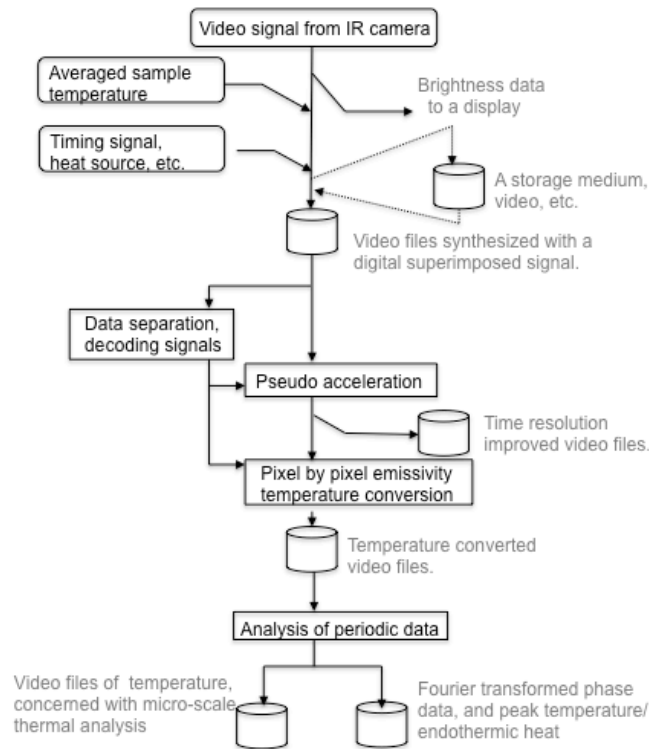 Video signal from IR camera
Averaged sample
temperature
Brightness data
to a display
Timing signal,
heat source, etc.
A storage medium,
video, etc.
Video files synthesized with a
digital superimposed signal.
Data separation,
decoding signals
Pseudo acceleration
Time resolution
improved video files.
Pixel by pixel emissivity
temperature conversion
Temperature converted
video files.
Analysis of periodic data
Video files of temperature,
concerned with micro-scale
thermal analysis
Fourier transformed phase
data, and peak temperature/
endothermic heat